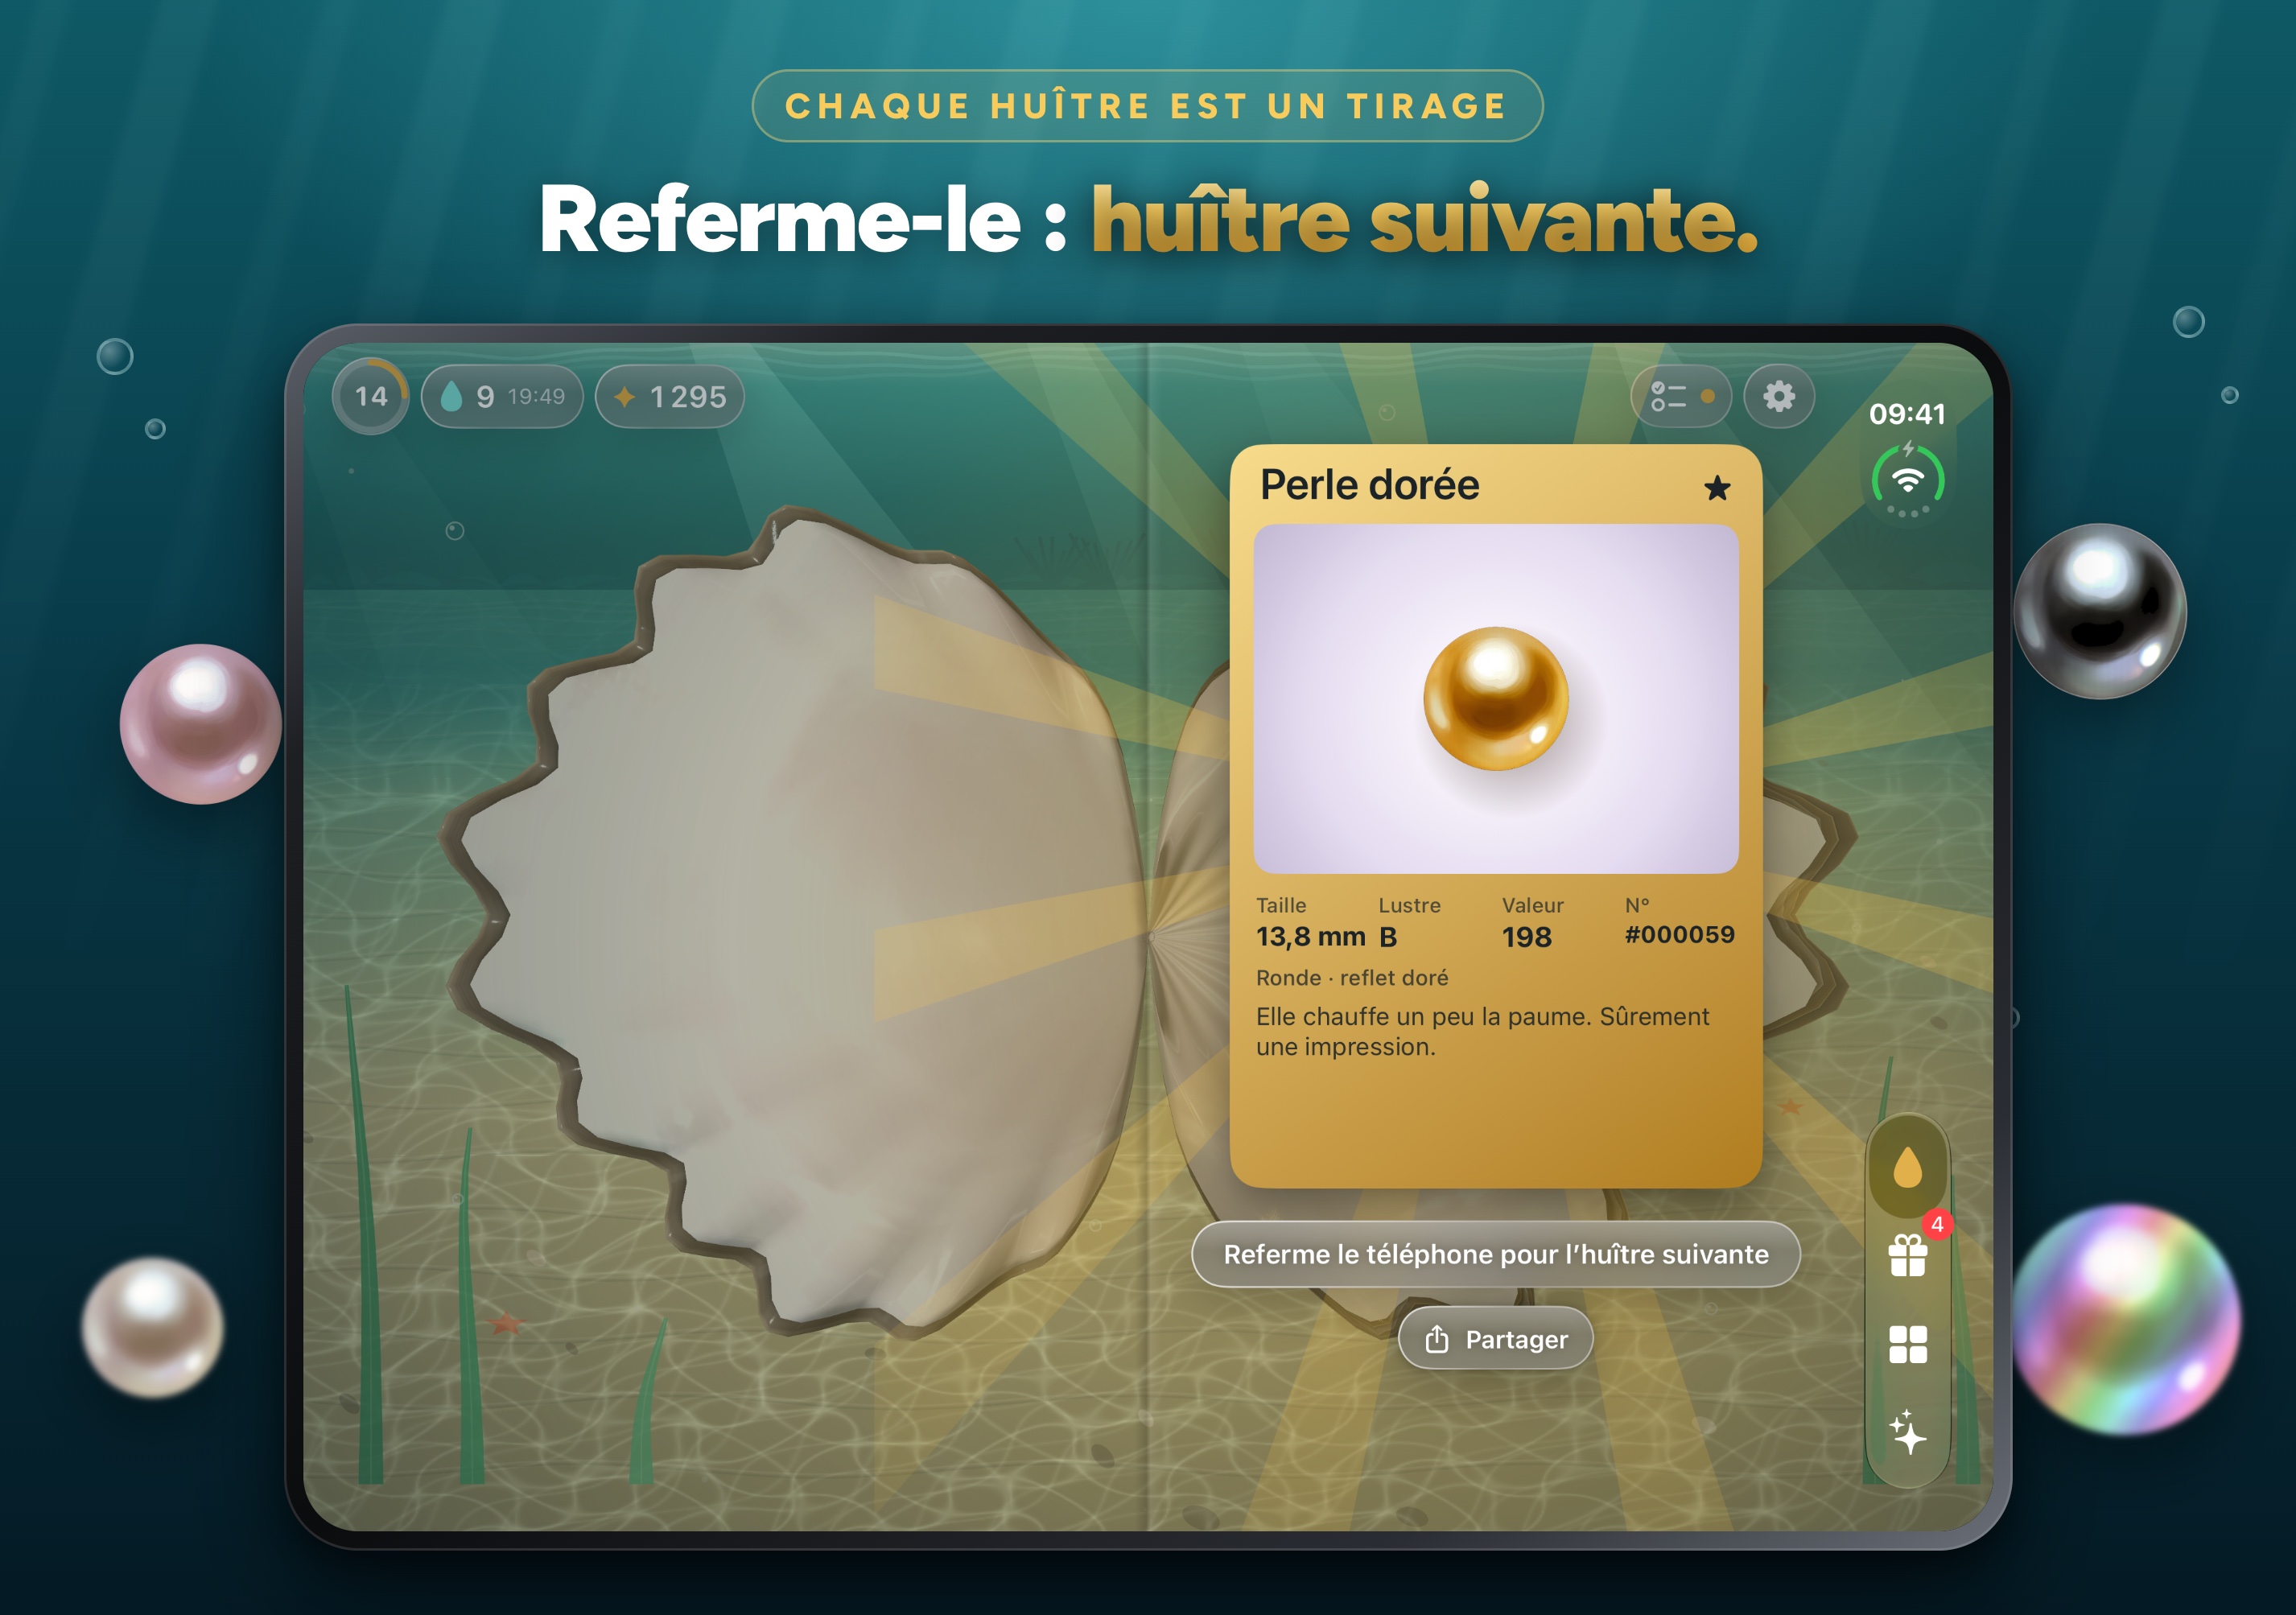 CHAQUE HUÎTRE EST UN TIRAGE
Referme-le : huître suivante.
14
9 19:49
1 295
09:41
Perle dorée
Taille Lustre Valeur N°
13,8 mm B 198 #000059
Ronde · reflet doré
Elle chauffe un peu la paume. Sûrement
une impression.
4
Referme le téléphone pour l’huître suivante
Partager